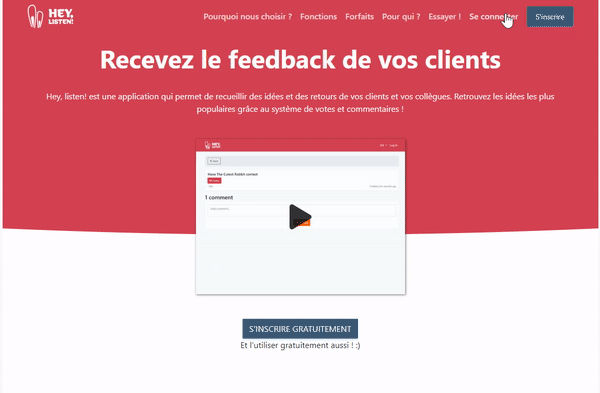 HEY,
LISTEN!
Pourquoi nous choisir ? Fonctions Forfaits Pour qui ? Essayer ! Se connecter S'inscrire
Recevez le feedback de vos clients
Hey, listen! est une application qui permet de recueillir des idées et des retours de vos clients et vos collègues. Retrouvez les idées les plus
populaires grâce au système de votes et commentaires !
1 comment
S'INSCRIRE GRATUITEMENT
Et l'utiliser gratuitement aussi ! :)